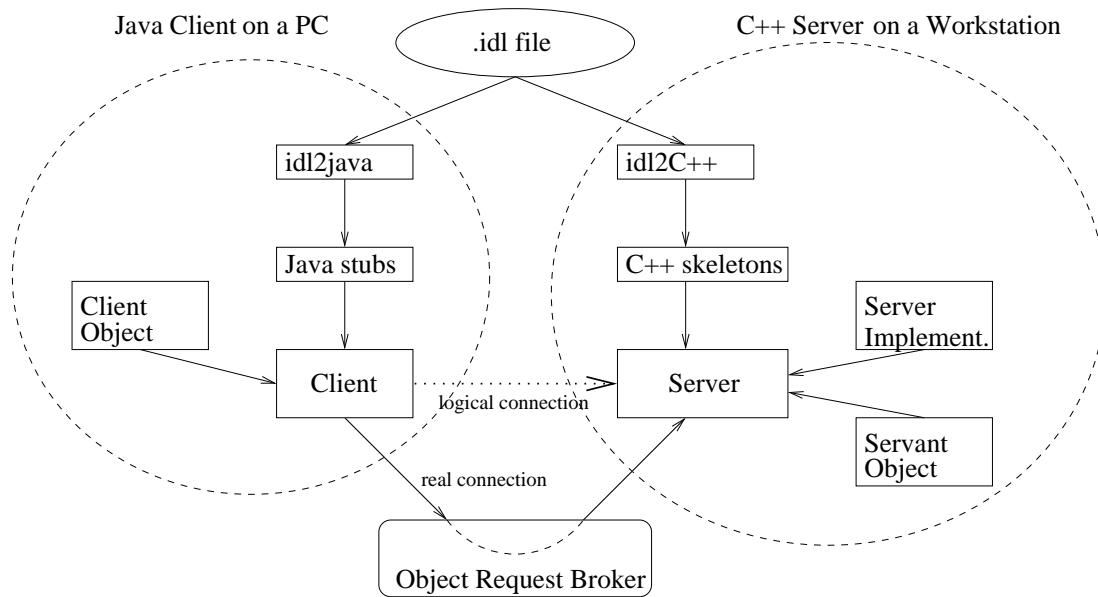 Java Client on a PC
C++ Server on a Workstation
.idl file
idl2java
idl2C++
Java stubs
C++ skeletons
Client
Object
Server
Implement.
Client
Server
logical connection
Servant
Object
real connection
Object Request Broker